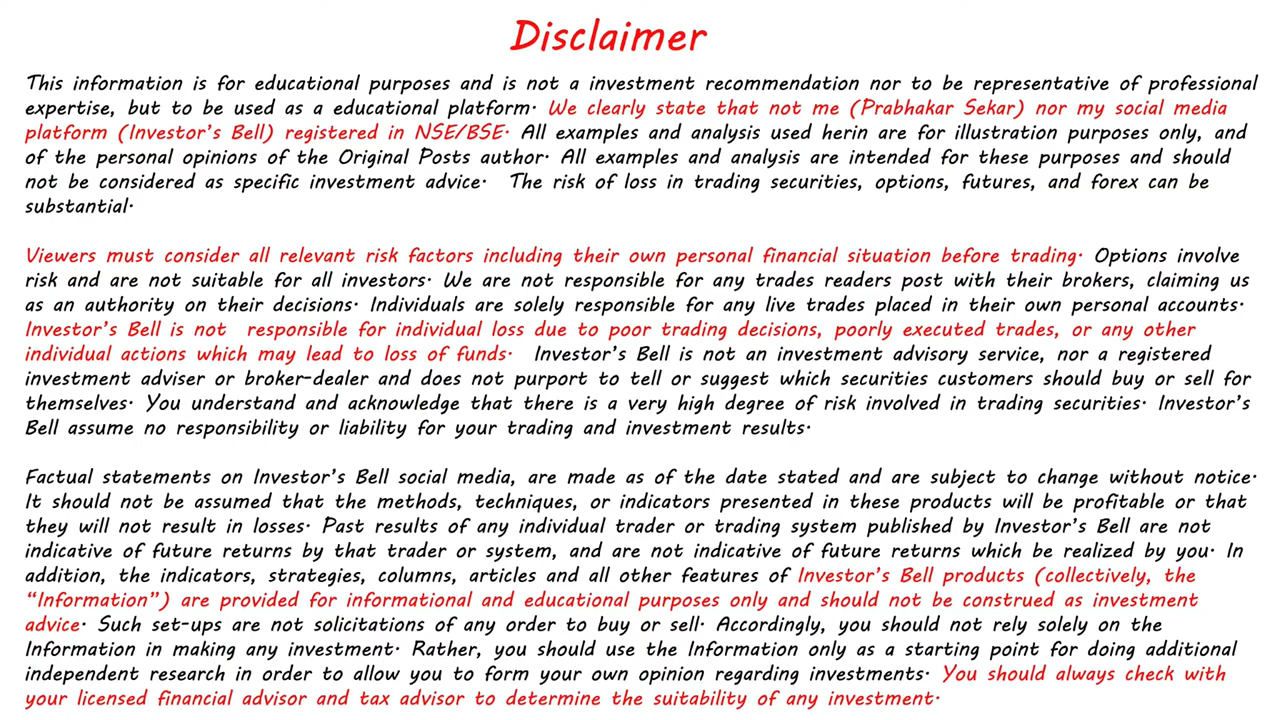 Disclaimer
This information is for educational purposes and is not a investment recommendation nor to be representative of professional
expertise, but to be used as a educational platform. We clearly state that not me (Prabhakar Sekar) nor my social media
platform (Investor's Bell) registered in NSE/BSE. All examples and analysis used herin are for illustration purposes only, and
of the personal opinions of the Original Posts author. All examples and analysis are intended for these purposes and should
not be considered as specific investment advice. The risk of loss in trading securities, options, futures, and forex can be
substantial.
Viewers must consider all relevant risk factors including their own personal financial situation before trading. Options involve
risk and are not suitable for all investors. We are not responsible for any trades readers post with their brokers, claiming us
as an authority on their decisions. Individuals are solely responsible for any live trades placed in their own personal accounts.
Investor's Bell is not responsible for individual loss due to poor trading decisions, poorly executed trades, or any other
individual actions which may lead to loss of funds. Investor's Bell is not an investment advisory service, nor a registered
investment adviser or broker-dealer and does not purport to tell or suggest which securities customers should buy or sell for
themselves. You understand and acknowledge that there is a very high degree of risk involved in trading securities. Investor's
Bell assume no responsibility or liability for your trading and investment results.
Factual statements on Investor's Bell social media, are made as of the date stated and are subject to change without notice.
It should not be assumed that the methods, techniques, or indicators presented in these products will be profitable or that
they will not result in losses. Past results of any individual trader or trading system published by Investor's Bell are not
indicative of future returns by that trader or system, and are not indicative of future returns which be realized by you. In
addition, the indicators, strategies, columns, articles and all other features of Investor's Bell products (collectively, the
"Information") are provided for informational and educational purposes only and should not be construed as investment
advice. Such set-ups are not solicitations of any order to buy or sell. Accordingly, you should not rely solely on the
Information in making any investment. Rather, you should use the Information only as a starting point for doing additional
independent research in order to allow you to form your own opinion regarding investments. You should always check with
your licensed financial advisor and tax advisor to determine the suitability of any investment.